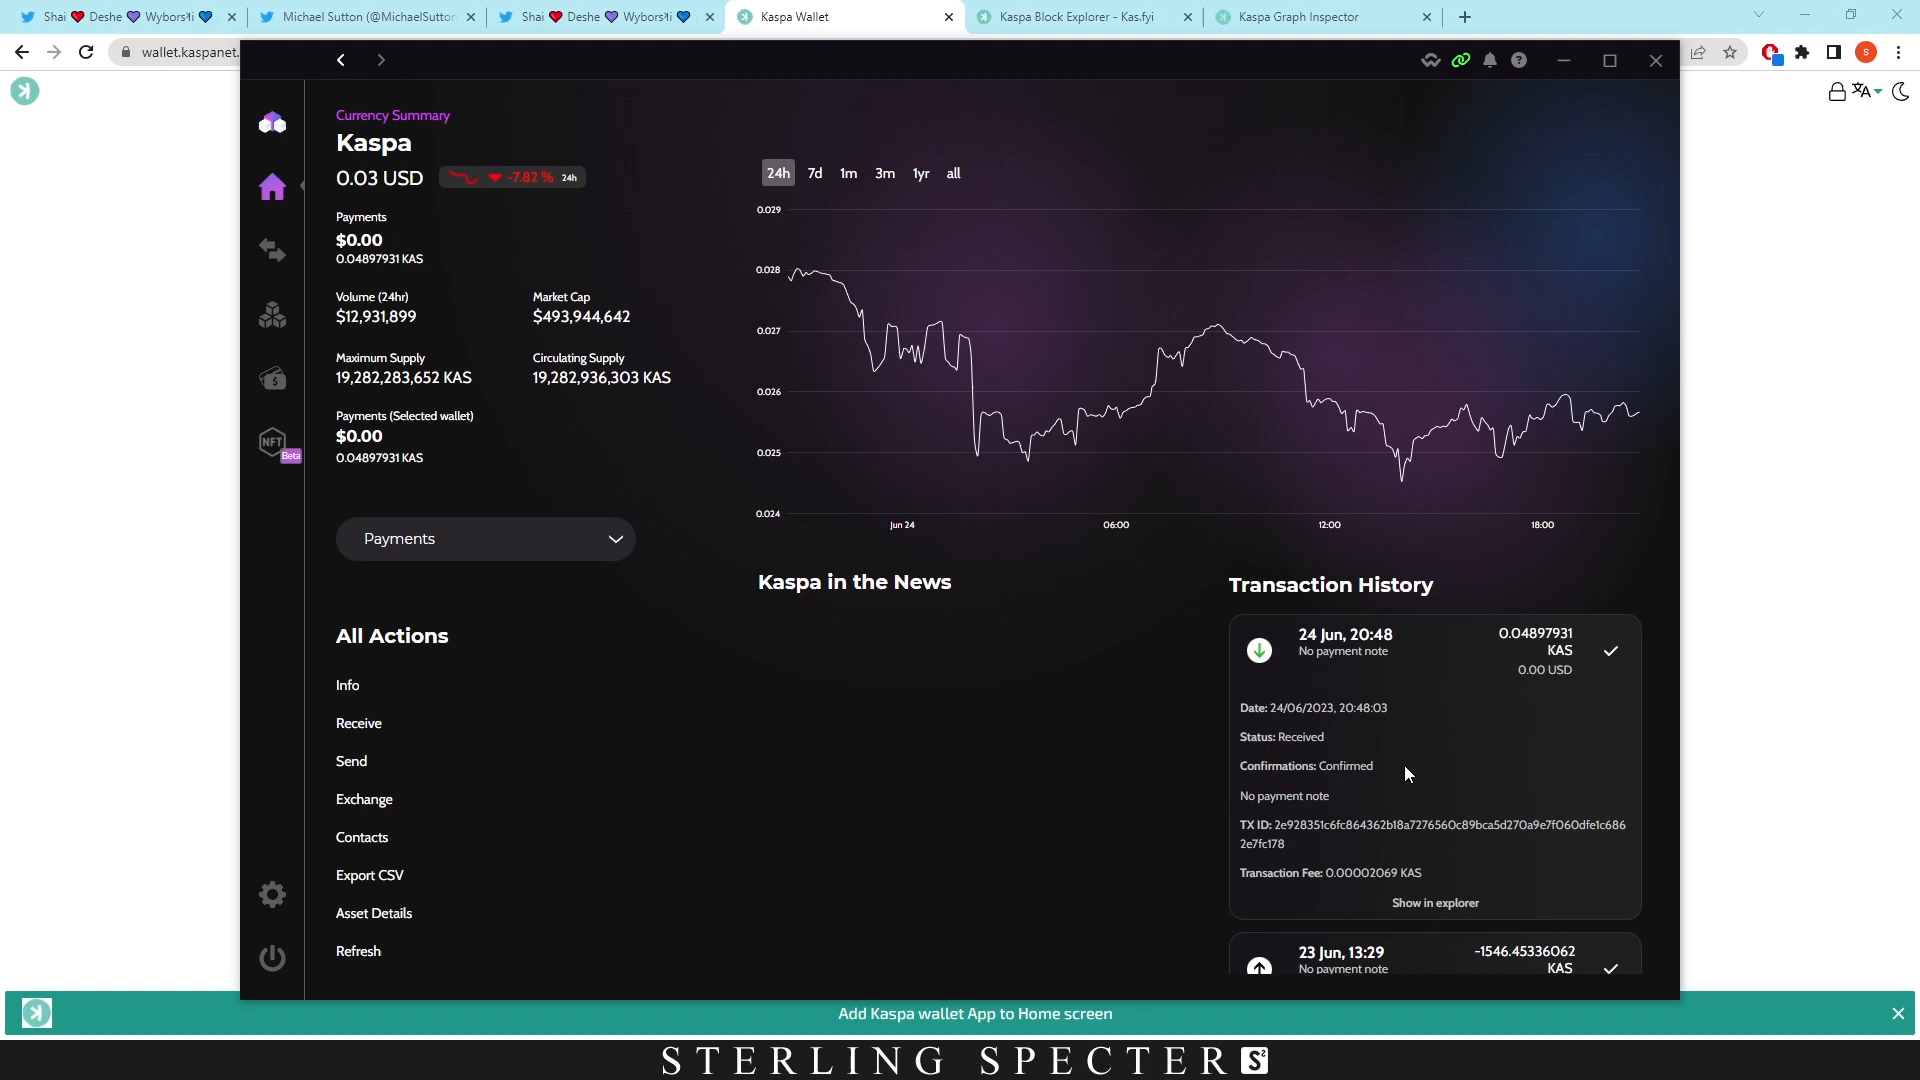 Shai ❤️ Deshe 💜 Wybors𐤊i 💙
Michael Sutton (@MichaelSutton
Shai ❤️ Deshe 💜 Wybors𐤊i 💙
Kaspa Wallet
Kaspa Block Explorer - Kas.fyi
Kaspa Graph Inspector
wallet.kaspanet.
S
Currency Summary
Kaspa
0.03 USD
-7.82 % 24h
24h 7d 1m 3m 1yr all
Payments
$0.00
0.04897931 KAS
Volume (24hr)
$12,931,899
Market Cap
$493,944,642
Maximum Supply
19,282,283,652 KAS
Circulating Supply
19,282,936,303 KAS
Payments (Selected wallet)
$0.00
0.04897931 KAS
NFT
Beta
0.029
0.028
0.027
0.026
0.025
0.024
Jun 24 06:00 12:00 18:00
Payments
All Actions
Info
Receive
Send
Exchange
Contacts
Export CSV
Asset Details
Refresh
Kaspa in the News
Transaction History
24 Jun, 20:48
No payment note
0.04897931
KAS
0.00 USD
Date: 24/06/2023, 20:48:03
Status: Received
Confirmations: Confirmed
No payment note
TX ID: 2e928351c6fc864362b18a7276560c89bca5d270a9e7f060dfe1c686
2e7fc178
Transaction Fee: 0.00002069 KAS
Show in explorer
23 Jun, 13:29
No payment note
-1546.45336062
KAS
Add Kaspa wallet App to Home screen
STERLING SPECTER S²